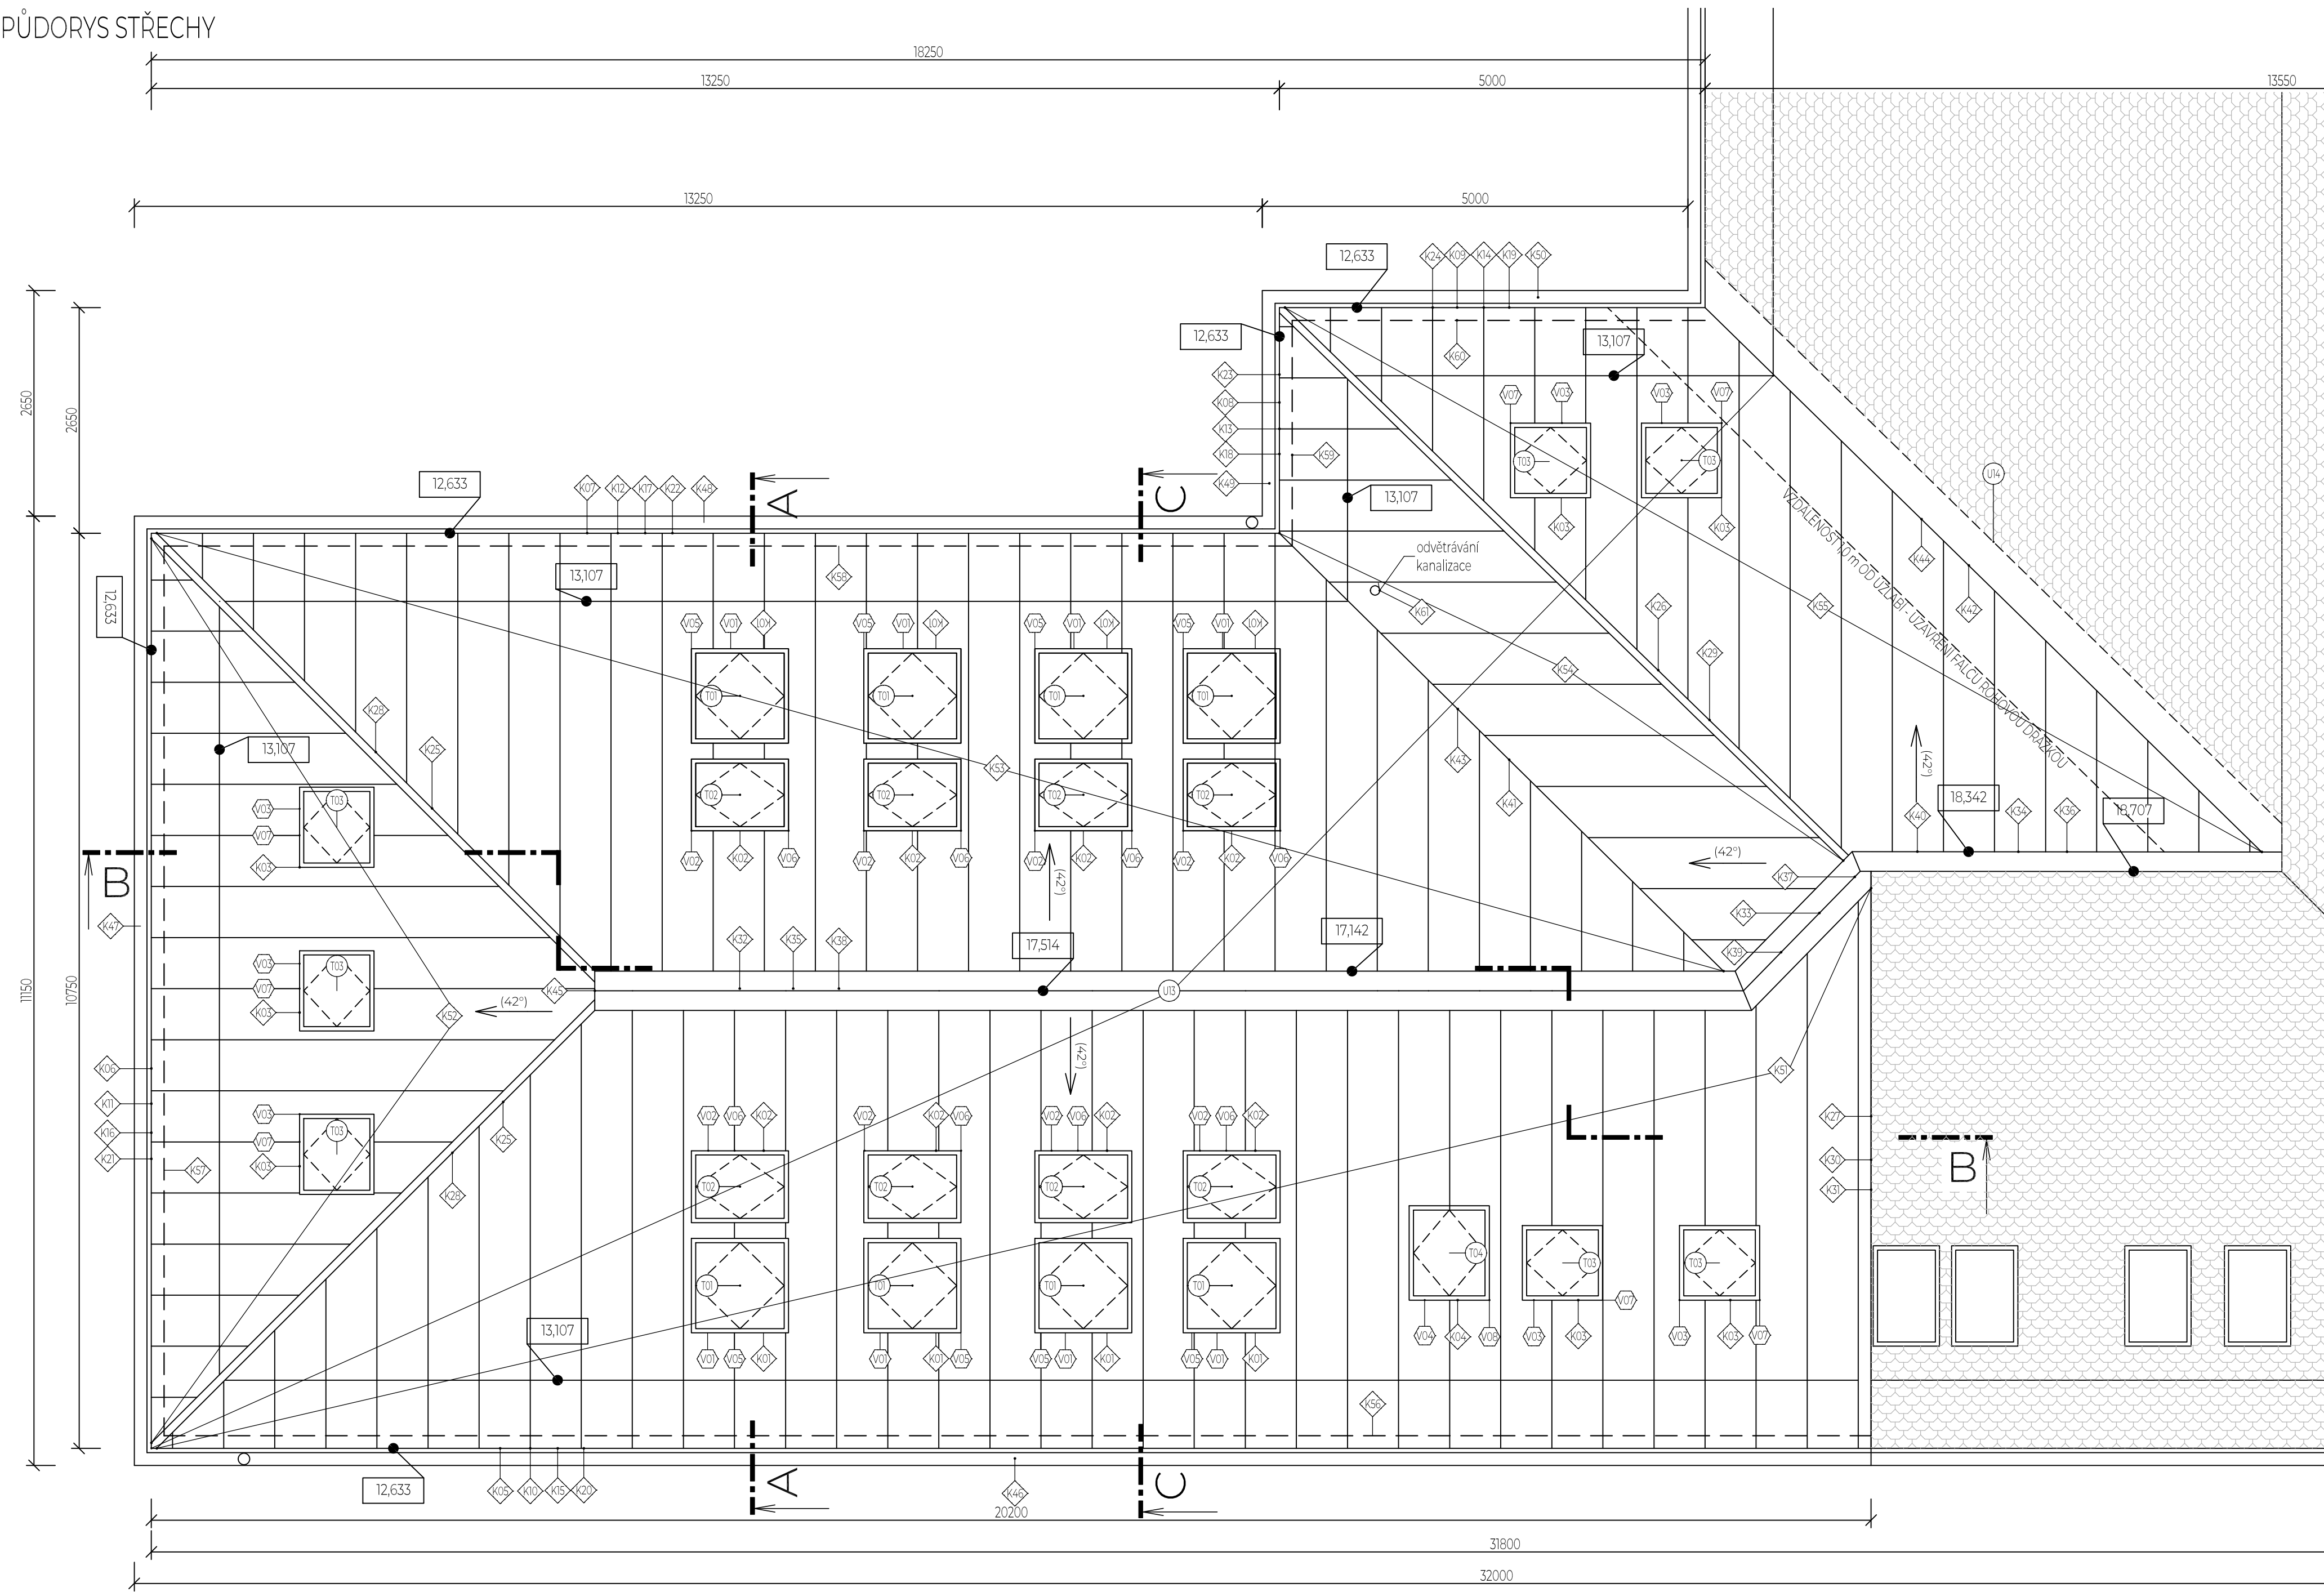 PŮDORYS STŘECHY
18250
13250 5000 13550
13250 5000
12,633 K24 K09 K14 K19 K50
12,633 13,107
K60
K23
K08
K13
K18
K49
K59
2650
2650
V07 V03 V03 V07
T03 T03
K03 K03
13,107
U14
12,633 K07 K12 K17 K22 K48 A C
VZDÁLENOST 1,0 m OD ÚŽLABÍ - UZAVŘENÍ FALCŮ ROHOVOU DRÁŽKOU
odvětrávání
kanalizace
K44
K42
13,107 K58
12,633
K61 K26 K55
V05 V01 K01 V05 V01 K01 V05 V01 K01 V05 V01 K01
K29
K54
T01 T01 T01 T01
K28
K25
13,107
K53
K43
K41
(42°)
T02 T02 T02 T02
V03 T03
V07
K03
18,342 18,707
K40 K34 K36
V02 K02 V06 V02 K02 V06 V02 K02 V06 V02 K02 V06
(42°)
(42°)
K37
B
K47
K33
K39
K32 K35 K38
17,514 17,142
V03 T03
V07
K03
K45
(42°)
K52
U13
11150
10750
(42°)
K06
K11
K16
K21
K51
V03 T03
V07
K03
K57
K25
K28
V02 V06 K02 V02 K02 V06 V02 V06 K02 V02 V06 K02
K27
K30
K31
B
T02 T02 T02 T02
T01 T01 T01 T01
T04 T03 T03
V07
V04 K04 V08 V03 K03 V03 K03 V07
13,107
V01 V05 K01 V01 K01 V05 V05 V01 K01 V05 V01 K01
K56
12,633 K05 K10 K15 K20 A K46 C
20200
31800
32000